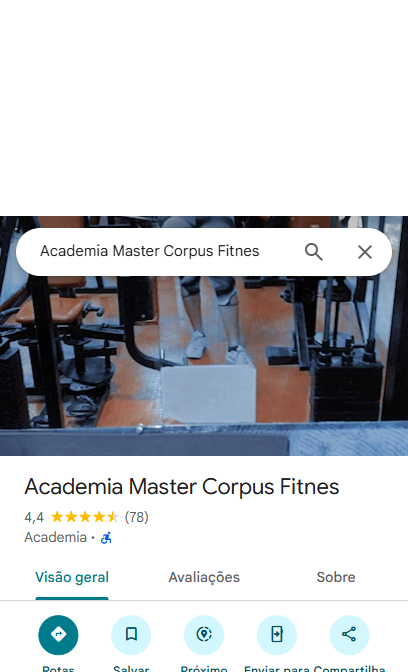 Academia Master Corpus Fitnes
Academia Master Corpus Fitnes
4,4 (78)
Academia ·
Visão geral Avaliações Sobre
Rotas Salvar Próximo Enviar para Compartilha